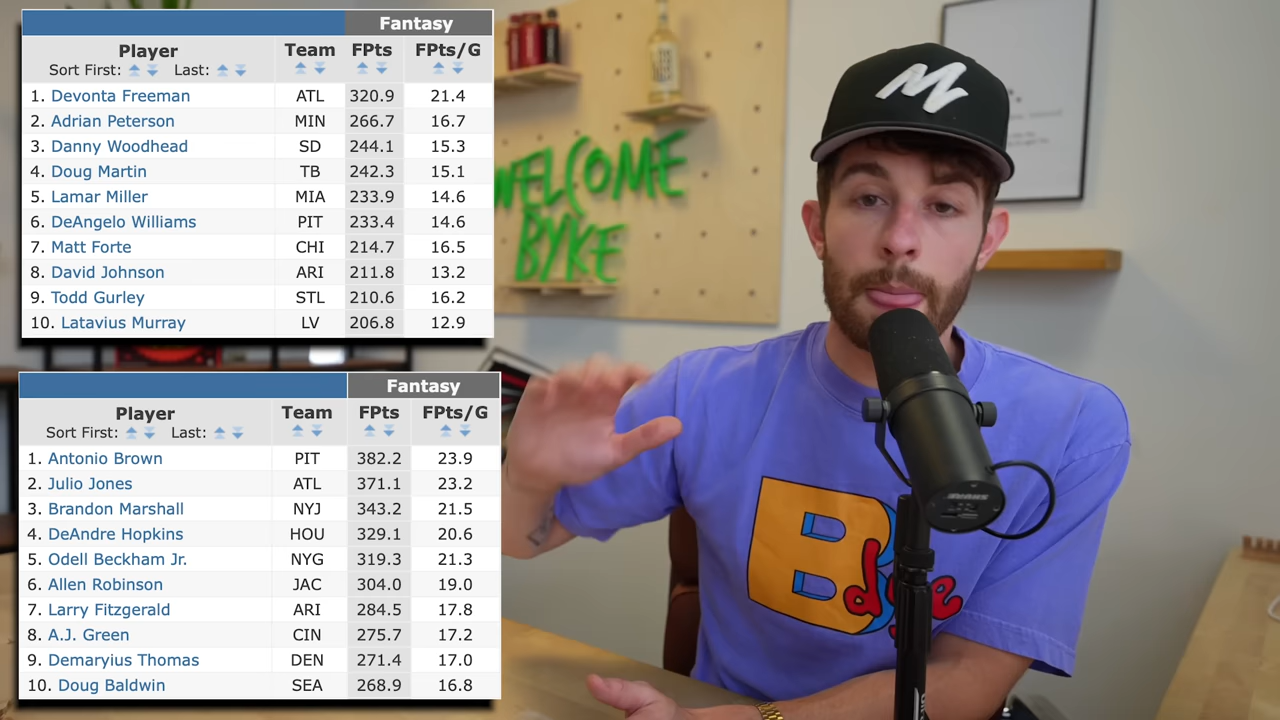 Fantasy
Player Team FPts FPts/G
Sort First: Last:
1. Devonta Freeman ATL 320.9 21.4
2. Adrian Peterson MIN 266.7 16.7
3. Danny Woodhead SD 244.1 15.3
4. Doug Martin TB 242.3 15.1
5. Lamar Miller MIA 233.9 14.6
6. DeAngelo Williams PIT 233.4 14.6
7. Matt Forte CHI 214.7 16.5
8. David Johnson ARI 211.8 13.2
9. Todd Gurley STL 210.6 16.2
10. Latavius Murray LV 206.8 12.9
Fantasy
Player Team FPts FPts/G
Sort First: Last:
1. Antonio Brown PIT 382.2 23.9
2. Julio Jones ATL 371.1 23.2
3. Brandon Marshall NYJ 343.2 21.5
4. DeAndre Hopkins HOU 329.1 20.6
5. Odell Beckham Jr. NYG 319.3 21.3
6. Allen Robinson JAC 304.0 19.0
7. Larry Fitzgerald ARI 284.5 17.8
8. A.J. Green CIN 275.7 17.2
9. Demaryius Thomas DEN 271.4 17.0
10. Doug Baldwin SEA 268.9 16.8
WELCOME
BYKE
M
B
dye
SHURE